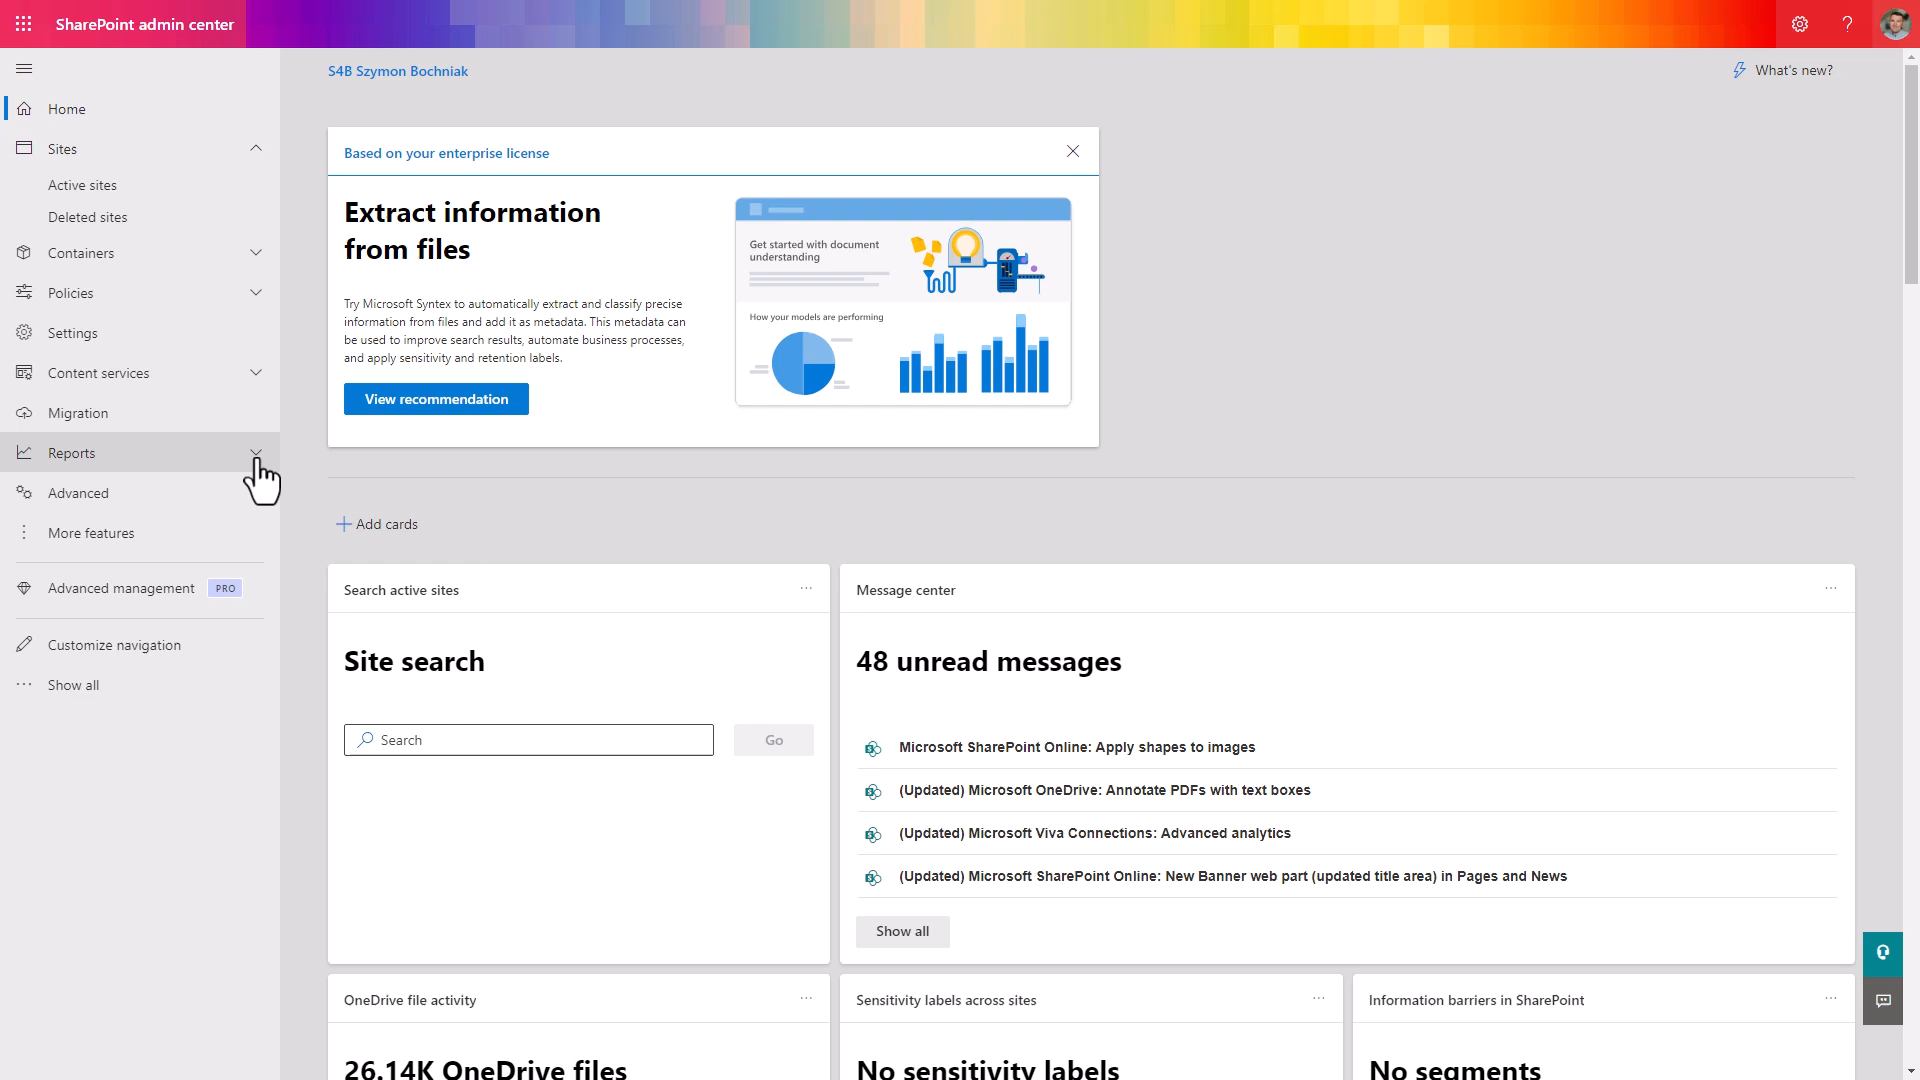 SharePoint admin center
S4B Szymon Bochniak
What's new?
Home
Sites
Active sites
Deleted sites
Containers
Policies
Settings
Content services
Migration
Reports
Advanced
More features
Advanced management PRO
Customize navigation
Show all
Based on your enterprise license
Extract information
from files
Try Microsoft Syntex to automatically extract and classify precise
information from files and add it as metadata. This metadata can
be used to improve search results, automate business processes,
and apply sensitivity and retention labels.
View recommendation
Get started with document
understanding
How your models are performing
Add cards
Search active sites
Site search
Search
Go
Message center
48 unread messages
Microsoft SharePoint Online: Apply shapes to images
(Updated) Microsoft OneDrive: Annotate PDFs with text boxes
(Updated) Microsoft Viva Connections: Advanced analytics
(Updated) Microsoft SharePoint Online: New Banner web part (updated title area) in Pages and News
Show all
OneDrive file activity
26.14K OneDrive files
Sensitivity labels across sites
No sensitivity labels
Information barriers in SharePoint
No segments